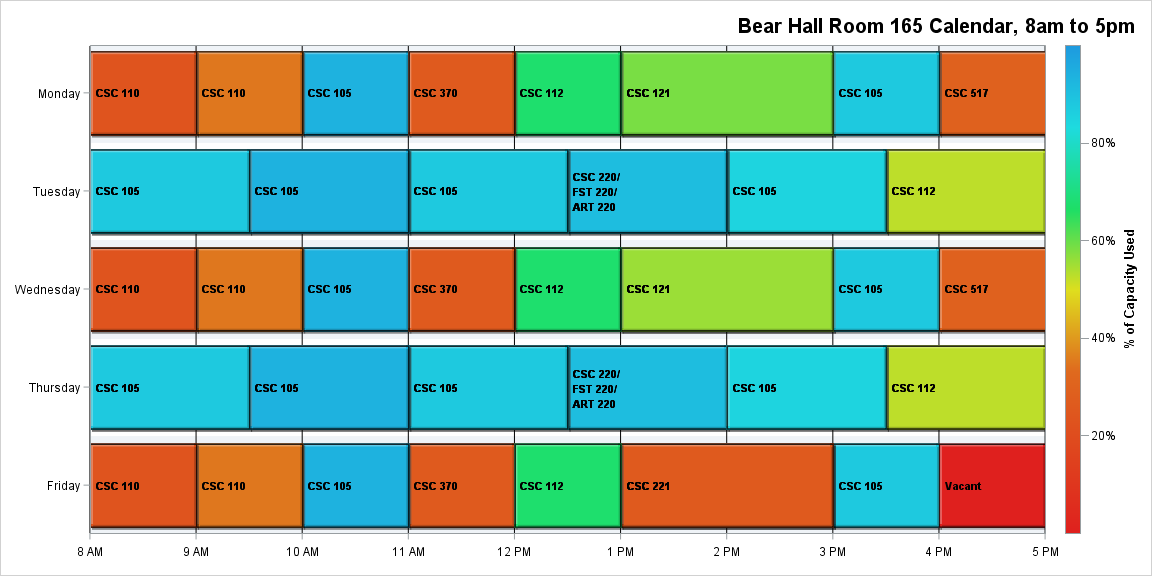 Bear Hall Room 165 Calendar, 8am to 5pm
Monday
CSC 110
CSC 110
CSC 105
CSC 370
CSC 112
CSC 121
CSC 105
CSC 517
Tuesday
CSC 105
CSC 105
CSC 105
CSC 220/
FST 220/
ART 220
CSC 105
CSC 112
Wednesday
CSC 110
CSC 110
CSC 105
CSC 370
CSC 112
CSC 121
CSC 105
CSC 517
Thursday
CSC 105
CSC 105
CSC 105
CSC 220/
FST 220/
ART 220
CSC 105
CSC 112
Friday
CSC 110
CSC 110
CSC 105
CSC 370
CSC 112
CSC 221
CSC 105
Vacant
8 AM
9 AM
10 AM
11 AM
12 PM
1 PM
2 PM
3 PM
4 PM
5 PM
80%
60%
40%
20%
% of Capacity Used